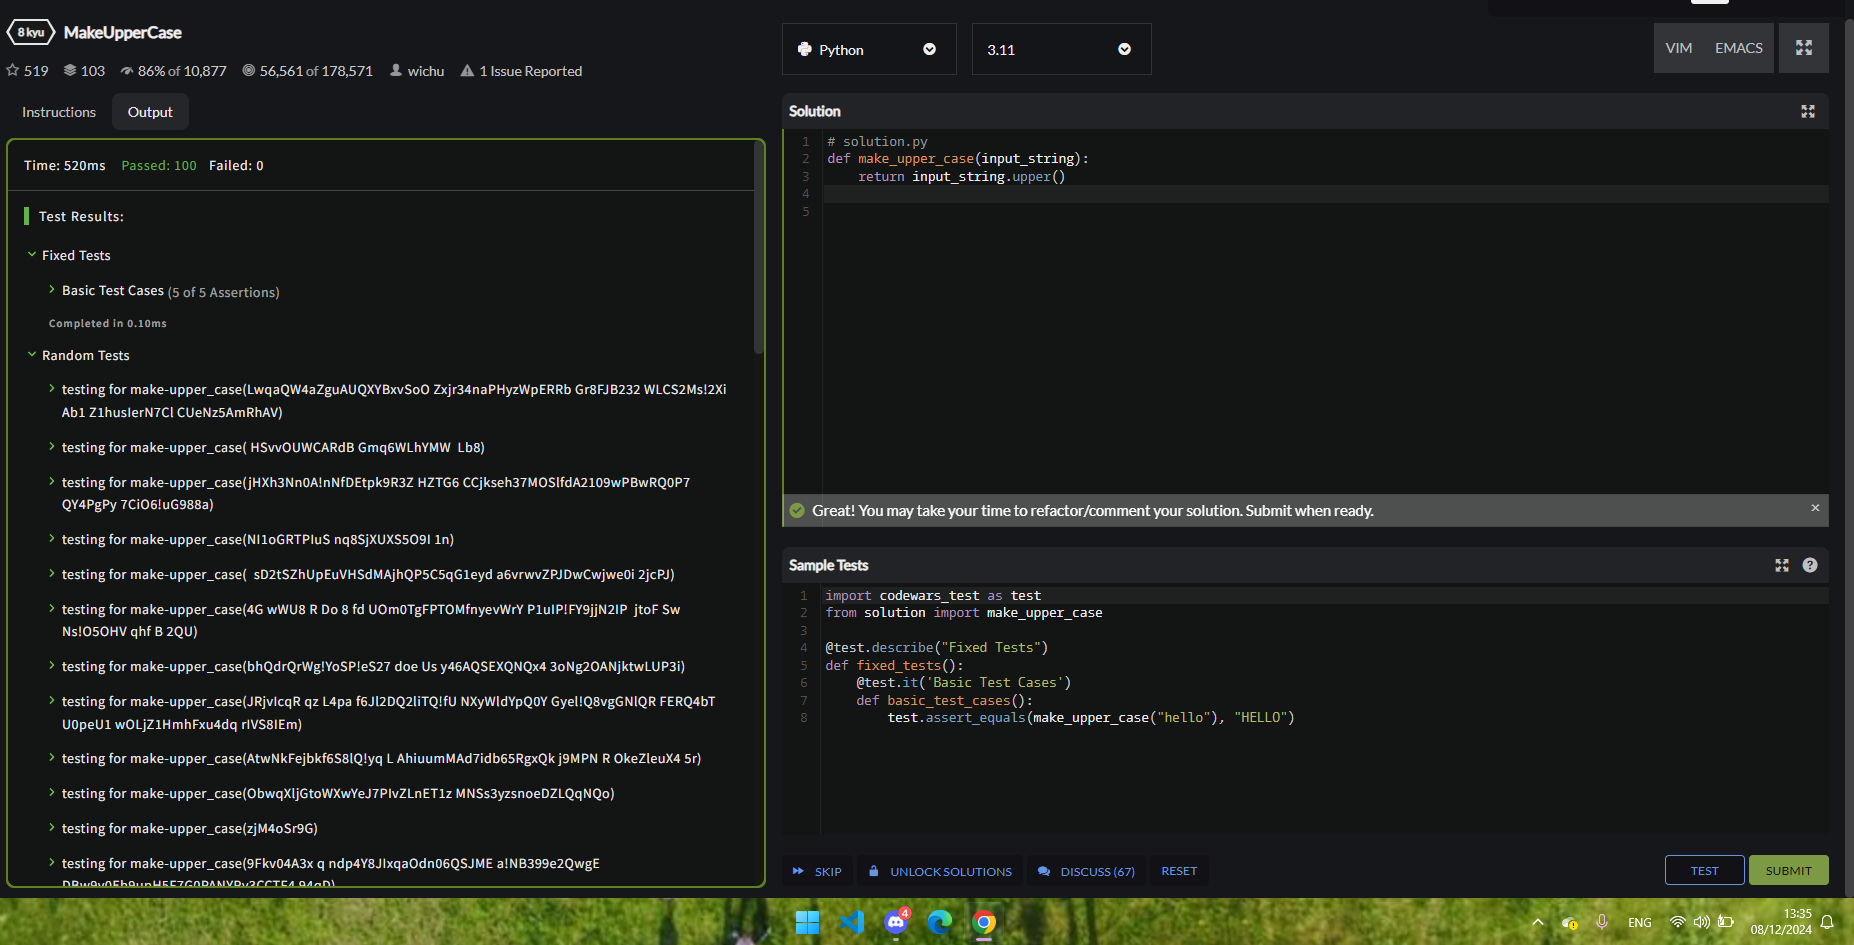 8 kyu MakeUpperCase
519 103 86% of 10,877 56,561 of 178,571 wichu 1 Issue Reported
Instructions Output
Time: 520ms Passed: 100 Failed: 0
Test Results:
Fixed Tests
Basic Test Cases (5 of 5 Assertions)
Completed in 0.10ms
Random Tests
testing for make-upper_case(LwqaQW4aZguAUQXYBxvSoO Zxjr34naPHyzWpERRb Gr8FJB232 WLCS2Ms!2Xi
Ab1 Z1husIerN7Cl CUeNz5AmRhAV)
testing for make-upper_case( HSvvOUWCARdB Gmq6WLhYMW  Lb8)
testing for make-upper_case(jHXh3Nn0A!nNfDEtpk9R3Z HZTG6 CCjkseh37MOSlfdA2109wPBwRQ0P7
QY4PgPy 7CiO6!uG988a)
testing for make-upper_case(NI1oGRTPIuS nq8SjXUXS5O9I 1n)
testing for make-upper_case(  sD2tSZhUpEuVHSdMAjhQP5C5qG1eyd a6vrwvZPJDwCwjwe0i 2jcPJ)
testing for make-upper_case(4G wWU8 R Do 8 fd UOm0TgFPTOMfnyevWrY P1uIP!FY9jjN2IP  jtoF Sw
Ns!O5OHV qhf B 2QU)
testing for make-upper_case(bhQdrQrWg!YoSP!eS27 doe Us y46AQSEXQNQx4 3oNg2OANjktwLUP3i)
testing for make-upper_case(JRjvIcqR qz L4pa f6Jl2DQ2liTQ!fU NXyWldYpQ0Y Gyel!Q8vgGNlQR FERQ4bT
U0peU1 wOLjZ1HmhFxu4dq rIVS8IEm)
testing for make-upper_case(AtwNkFejbkf6S8lQ!yq L AhiuumMAd7idb65RgxQk j9MPN R OkeZleuX4 5r)
testing for make-upper_case(ObwqXljGtoWXwYeJ7PIvZLnET1z MNSs3yzsnoeDZLQqNQo)
testing for make-upper_case(zjM4oSr9G)
testing for make-upper_case(9Fkv04A3x q ndp4Y8JIxqaOdn06QSJME a!NB399e2QwgE
Python 3.11
VIM EMACS
Solution
1 # solution.py
2 def make_upper_case(input_string):
3 return input_string.upper()
4
5
Great! You may take your time to refactor/comment your solution. Submit when ready.
Sample Tests
1 import codewars_test as test
2 from solution import make_upper_case
3
4 @test.describe("Fixed Tests")
5 def fixed_tests():
6 @test.it('Basic Test Cases')
7 def basic_test_cases():
8 test.assert_equals(make_upper_case("hello"), "HELLO")
SKIP UNLOCK SOLUTIONS DISCUSS (67) RESET TEST SUBMIT
4
ENG
13:35
08/12/2024